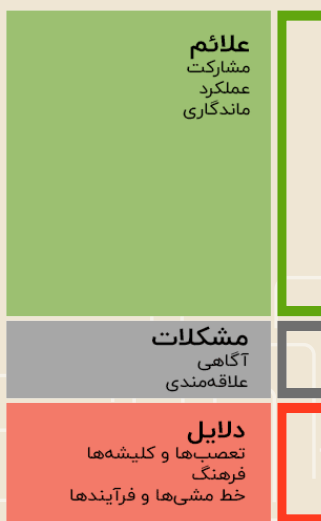 علائم
مشارکت
عملکرد
ماندگاری
مشکلات
آگاهی
علاقه‌مندی
دلایل
تعصب‌ها و کلیشه‌ها
فرهنگ
خط مشی‌ها و فرآیندها